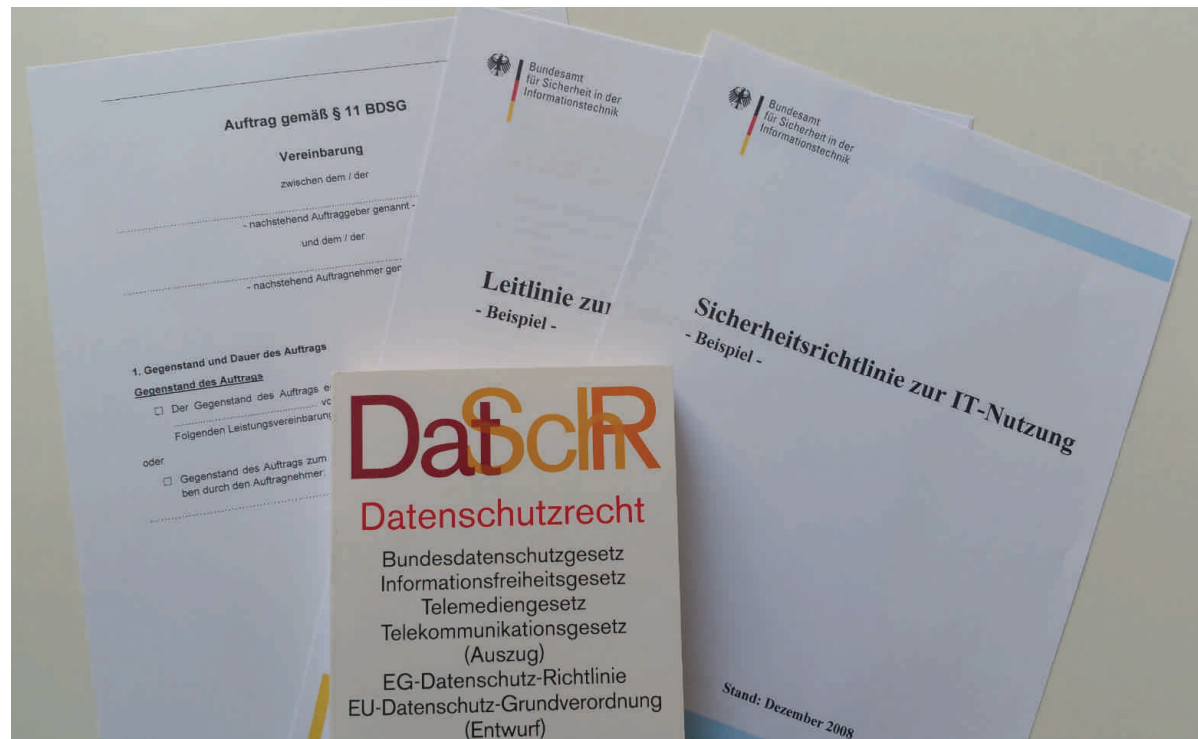 Auftrag gemäß § 11 BDSG
Vereinbarung
zwischen dem / der
- nachstehend Auftraggeber genannt -
und dem / der
- nachstehend Auftragnehmer
1. Gegenstand und Dauer des Auftrags
Gegenstand des Auftrags
Der Gegenstand des Auftrags
Folgenden
oder
Gegenstand des Auftrags zum
ben durch den Auftragnehmer:
Bundesamt
für Sicherheit in der
Informationstechnik
Leitlinie
- Beispiel -
Bundesamt
für Sicherheit in der
Informationstechnik
Sicherheitsrichtlinie zur IT-Nutzung
- Beispiel -
Stand: Dezember 2008
DatSchR
Datenschutzrecht
Bundesdatenschutzgesetz
Informationsfreiheitsgesetz
Telemediengesetz
Telekommunikationsgesetz
(Auszug)
EG-Datenschutz-Richtlinie
EU-Datenschutz-Grundverordnung
(Entwurf)